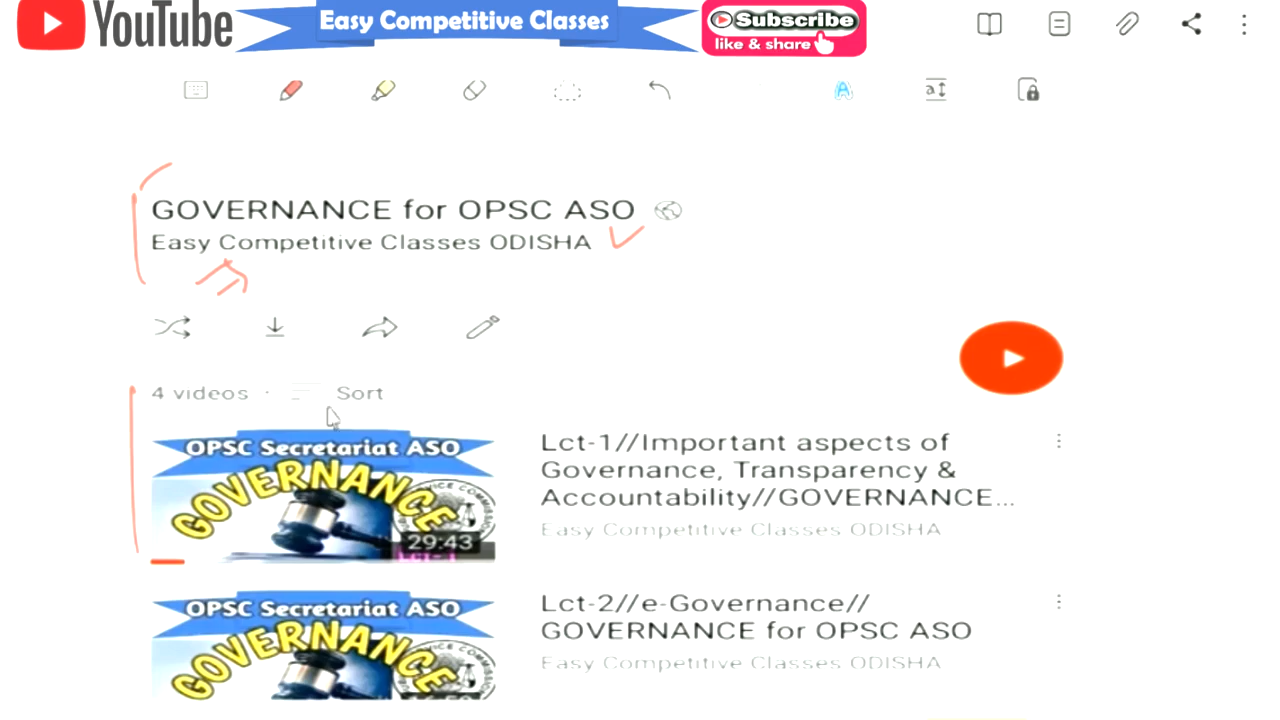 YouTube
Easy Competitive Classes
Subscribe
like & share
GOVERNANCE for OPSC ASO
Easy Competitive Classes ODISHA
4 videos · Sort
OPSC Secretariat ASO
GOVERNANCE
29:43
Lct-1
Lct-1//Important aspects of
Governance, Transparency &
Accountability//GOVERNANCE...
Easy Competitive Classes ODISHA
OPSC Secretariat ASO
GOVERNANCE
Lct-2//e-Governance//
GOVERNANCE for OPSC ASO
Easy Competitive Classes ODISHA